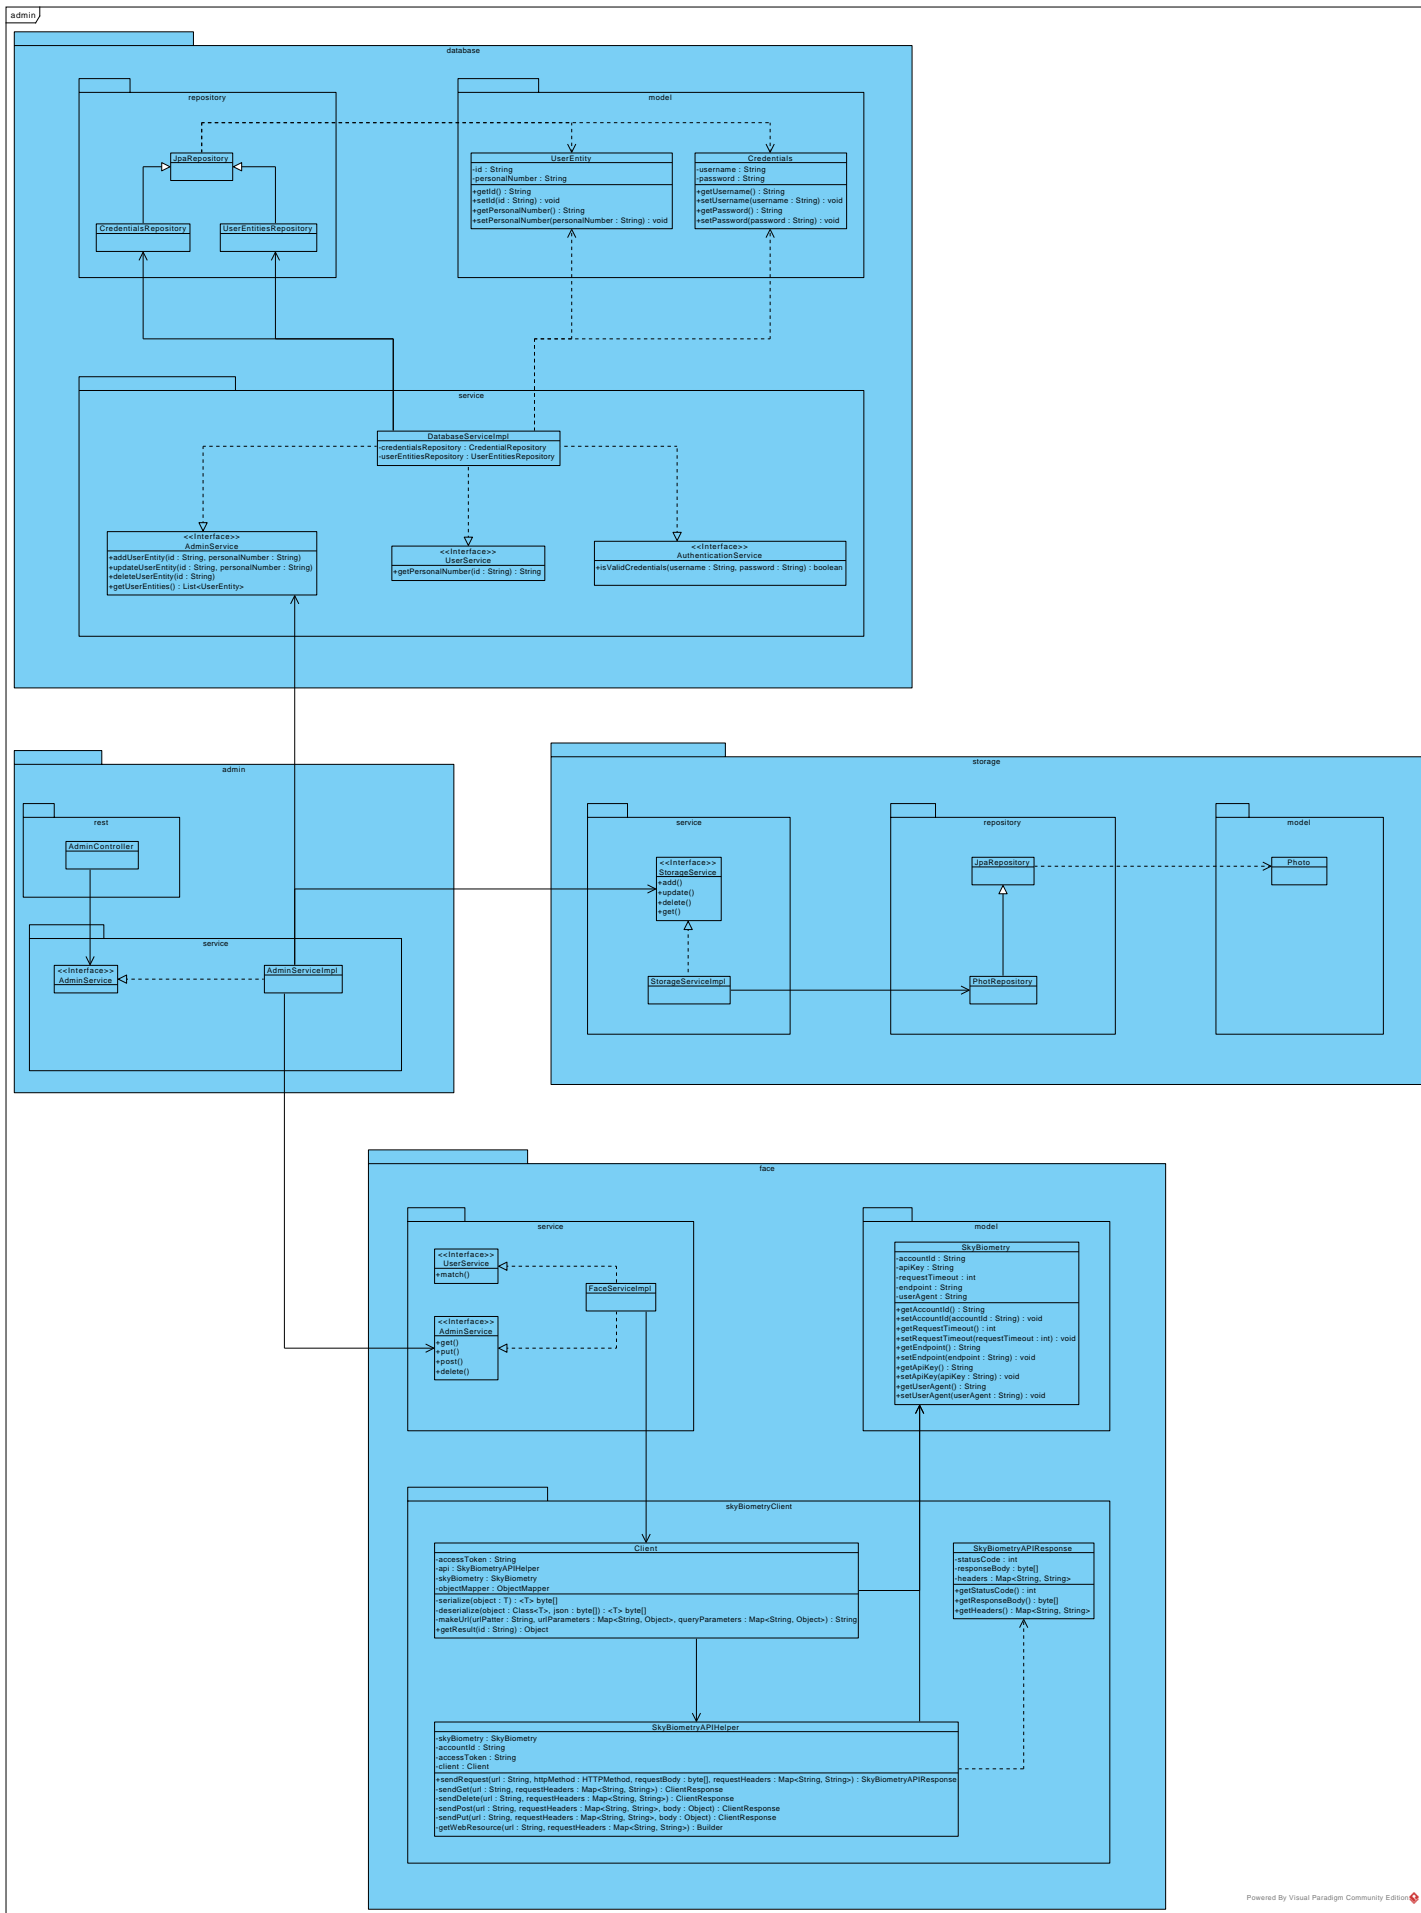 admin
database
repository
JpaRepository
CredentialsRepository
UserEntitiesRepository
model
UserEntity
-id : String
-personalNumber : String
+getId() : String
+setId(id : String) : void
+getPersonalNumber() : String
+setPersonalNumber(personalNumber : String) : void
Credentials
-username : String
-password : String
+getUsername() : String
+setUsername(username : String) : void
+getPassword() : String
+setPassword(password : String) : void
service
DatabaseServiceImpl
-credentialsRepository : CredentialRepository
-userEntitiesRepository : UserEntitiesRepository
<<Interface>>
AdminService
+addUserEntity(id : String, personalNumber : String)
+updateUserEntity(id : String, personalNumber : String)
+deleteUserEntity(id : String)
+getUserEntities() : List<UserEntity>
<<Interface>>
UserService
+getPersonalNumber(id : String) : String
<<Interface>>
AuthenticationService
+isValidCredentials(username : String, password : String) : boolean
admin
rest
AdminController
service
<<Interface>>
AdminService
AdminServiceImpl
storage
service
<<Interface>>
StorageService
+add()
+update()
+delete()
+get()
StorageServiceImpl
repository
JpaRepository
PhotRepository
model
Photo
face
service
<<Interface>>
UserService
+match()
FaceServiceImpl
<<Interface>>
AdminService
+get()
+put()
+post()
+delete()
model
SkyBiometry
-accountId : String
-apiKey : String
-requestTimeout : int
-endpoint : String
-userAgent : String
+getAccountId() : String
+setAccountId(accountId : String) : void
+getRequestTimeout() : int
+setRequestTimeout(requestTimeout : int) : void
+getEndpoint() : String
+setEndpoint(endpoint : String) : void
+getApiKey() : String
+setApiKey(apiKey : String) : void
+getUserAgent() : String
+setUserAgent(userAgent : String) : void
skyBiometryClient
Client
-accessToken : String
-api : SkyBiometryAPIHelper
-skyBiometry : SkyBiometry
-objectMapper : ObjectMapper
-serialize(object : T) : <T> byte[]
-deserialize(object : Class<T>, json : byte[]) : <T> byte[]
-makeUrl(urlPatter : String, urlParameters : Map<String, Object>, queryParameters : Map<String, Object>) : String
+getResult(id : String) : Object
SkyBiometryAPIResponse
-statusCode : int
-responseBody : byte[]
-headers : Map<String, String>
+getStatusCode() : int
+getResponseBody() : byte[]
+getHeaders() : Map<String, String>
SkyBiometryAPIHelper
-skyBiometry : SkyBiometry
-accountId : String
-accessToken : String
-client : Client
+sendRequest(url : String, httpMethod : HTTPMethod, requestBody : byte[], requestHeaders : Map<String, String>) : SkyBiometryAPIResponse
-sendGet(url : String, requestHeaders : Map<String, String>) : ClientResponse
-sendDelete(url : String, requestHeaders : Map<String, String>) : ClientResponse
-sendPost(url : String, requestHeaders : Map<String, String>, body : Object) : ClientResponse
-sendPut(url : String, requestHeaders : Map<String, String>, body : Object) : ClientResponse
-getWebResource(url : String, requestHeaders : Map<String, String>) : Builder
Powered By Visual Paradigm Community Edition